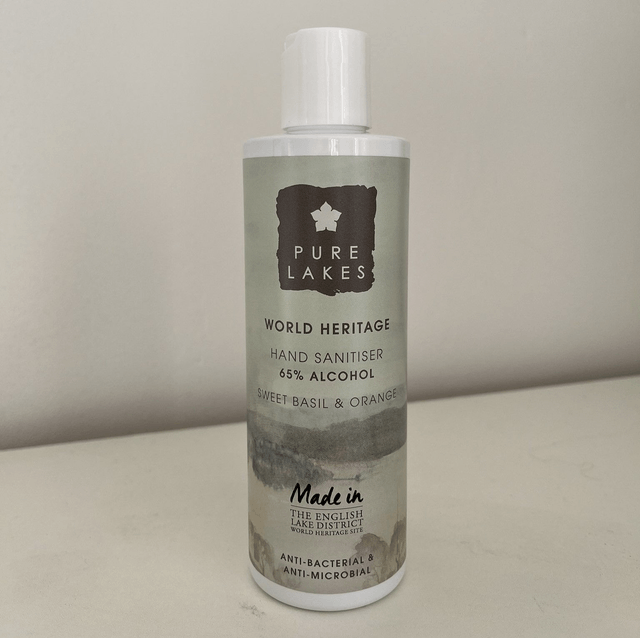 PURE
LAKES
WORLD HERITAGE
HAND SANITISER
65% ALCOHOL
SWEET BASIL & ORANGE
Made in
THE ENGLISH
LAKE DISTRICT
WORLD HERITAGE SITE
ANTI-BACTERIAL &
ANTI-MICROBIAL